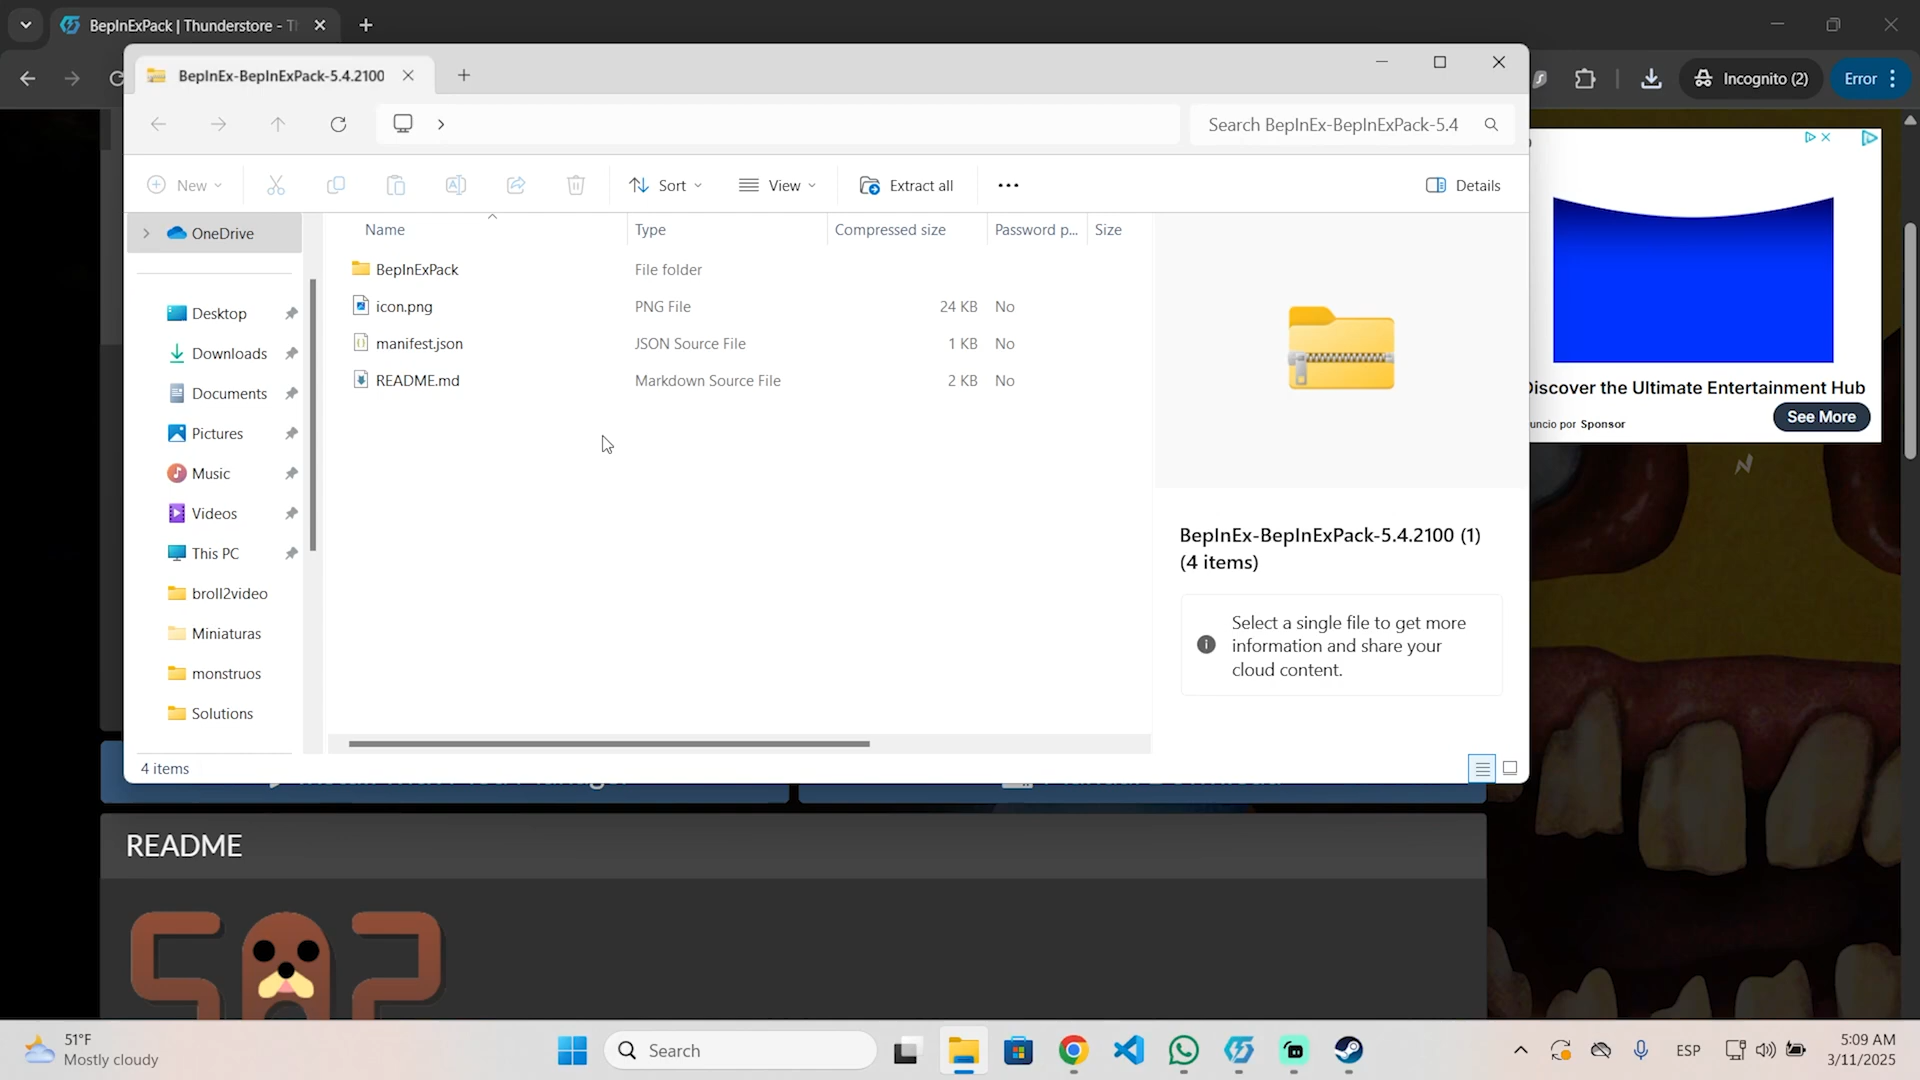 BepInExPack | Thunderstore - Th
Incognito (2)
Error
BepInEx-BepInExPack-5.4.2100
Search BepInEx-BepInExPack-5.4
New
Sort
View
Extract all
Details
OneDrive
Desktop
Downloads
Documents
Pictures
Music
Videos
This PC
broll2video
Miniaturas
monstruos
Solutions
Name Type Compressed size Password p... Size
BepInExPack File folder
icon.png PNG File 24 KB No
manifest.json JSON Source File 1 KB No
README.md Markdown Source File 2 KB No
BepInEx-BepInExPack-5.4.2100 (1)
(4 items)
Select a single file to get more
information and share your
cloud content.
4 items
Discover the Ultimate Entertainment Hub
uncio por Sponsor
See More
README
51°F
Mostly cloudy
Search
ESP
5:09 AM
3/11/2025